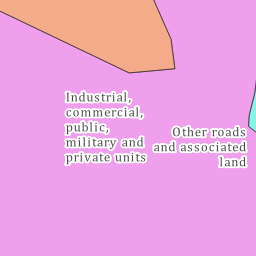 Industrial,
commercial,
public,
military and
private units
Other roads
and associated
land